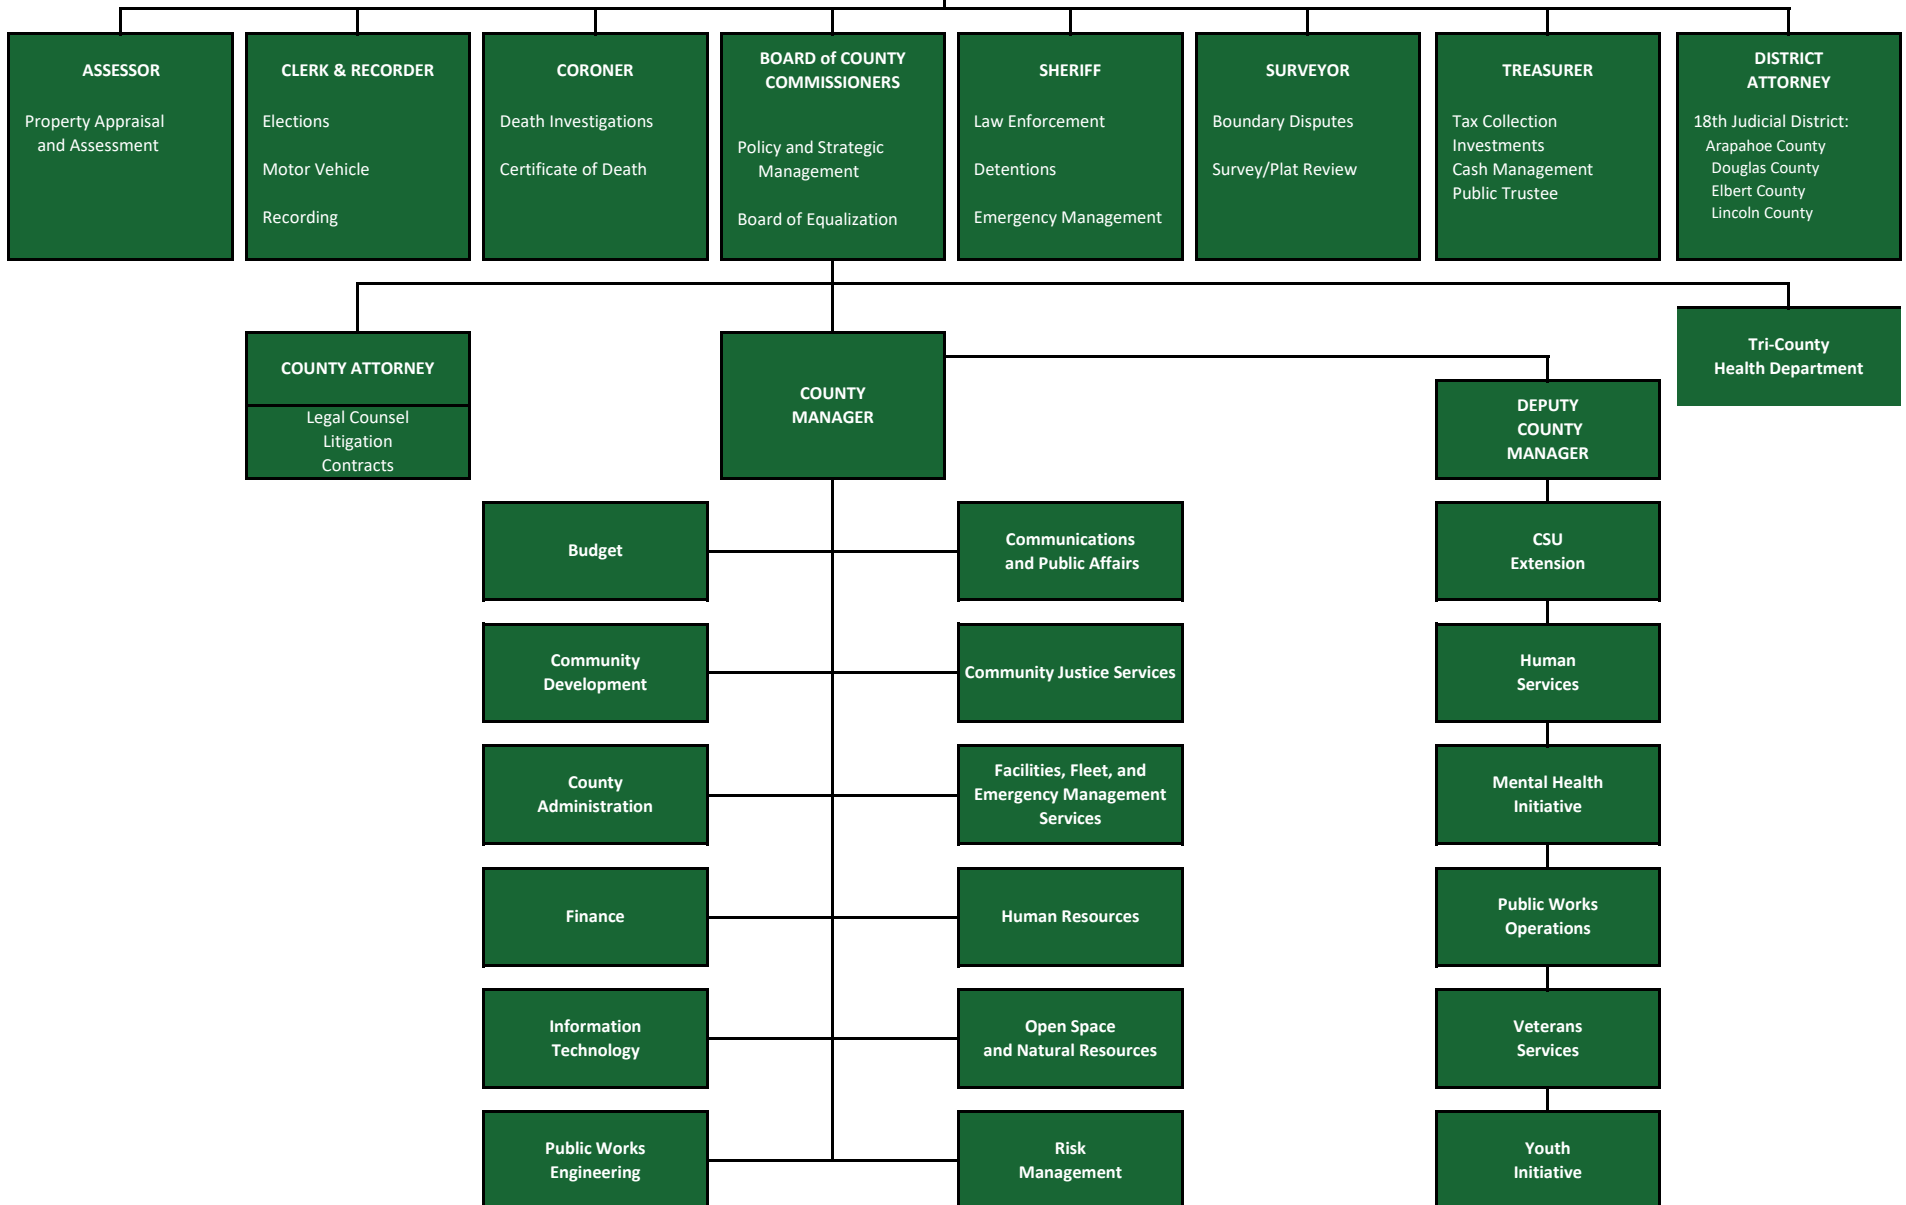 ASSESSOR
Property Appraisal
and Assessment
CLERK & RECORDER
Elections
Motor Vehicle
Recording
CORONER
Death Investigations
Certificate of Death
BOARD of COUNTY
COMMISSIONERS
Policy and Strategic
Management
Board of Equalization
SHERIFF
Law Enforcement
Detentions
Emergency Management
SURVEYOR
Boundary Disputes
Survey/Plat Review
TREASURER
Tax Collection
Investments
Cash Management
Public Trustee
DISTRICT
ATTORNEY
18th Judicial District:
Arapahoe County
Douglas County
Elbert County
Lincoln County
COUNTY ATTORNEY
Legal Counsel
Litigation
Contracts
COUNTY
MANAGER
DEPUTY
COUNTY
MANAGER
Tri-County
Health Department
Budget
Communications
and Public Affairs
CSU
Extension
Community
Development
Community Justice Services
Human
Services
County
Administration
Facilities, Fleet, and
Emergency Management
Services
Mental Health
Initiative
Finance
Human Resources
Public Works
Operations
Information
Technology
Open Space
and Natural Resources
Veterans
Services
Public Works
Engineering
Risk
Management
Youth
Initiative